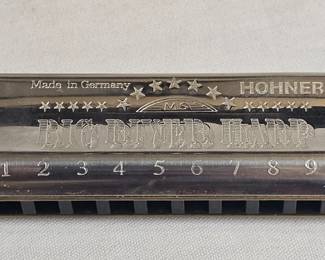 Made in Germany HOHNER
MS
BIG RIVER HARP
1 2 3 4 5 6 7 8 9